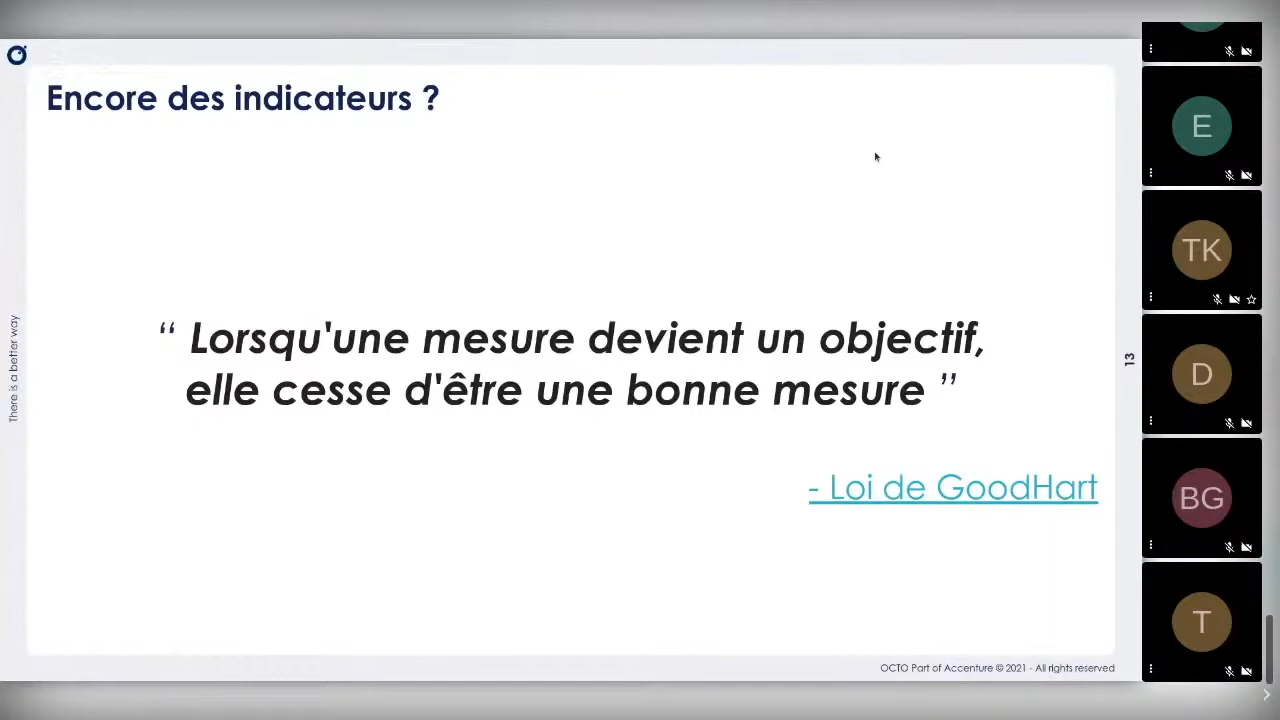 Encore des indicateurs ?
“ Lorsqu'une mesure devient un objectif,
elle cesse d'être une bonne mesure ”
- Loi de GoodHart
There is a better way
13
OCTO Part of Accenture © 2021 - All rights reserved
E
TK
D
BG
T